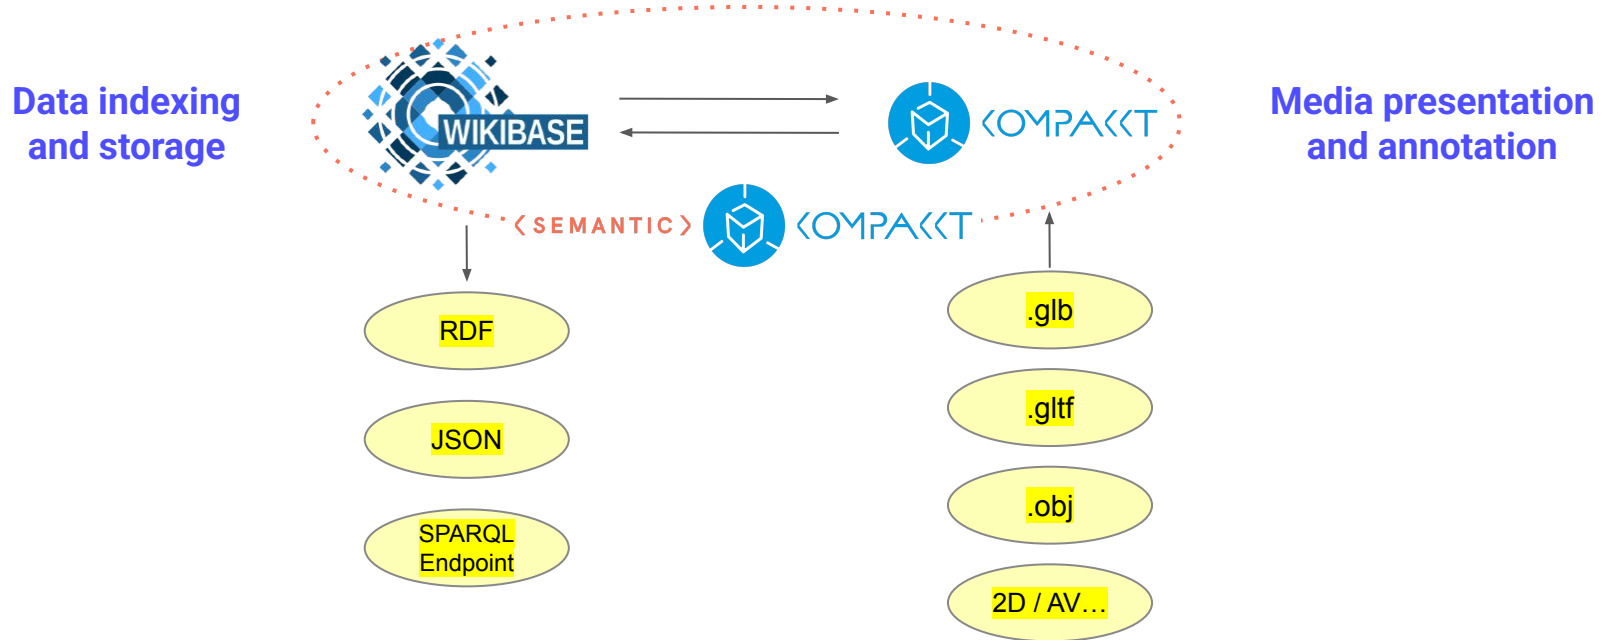 Data indexing
and storage
WIKIBASE
KOMPAKKT
Media presentation
and annotation
<SEMANTIC> KOMPAKKT
RDF
JSON
SPARQL
Endpoint
.glb
.gltf
.obj
2D / AV...